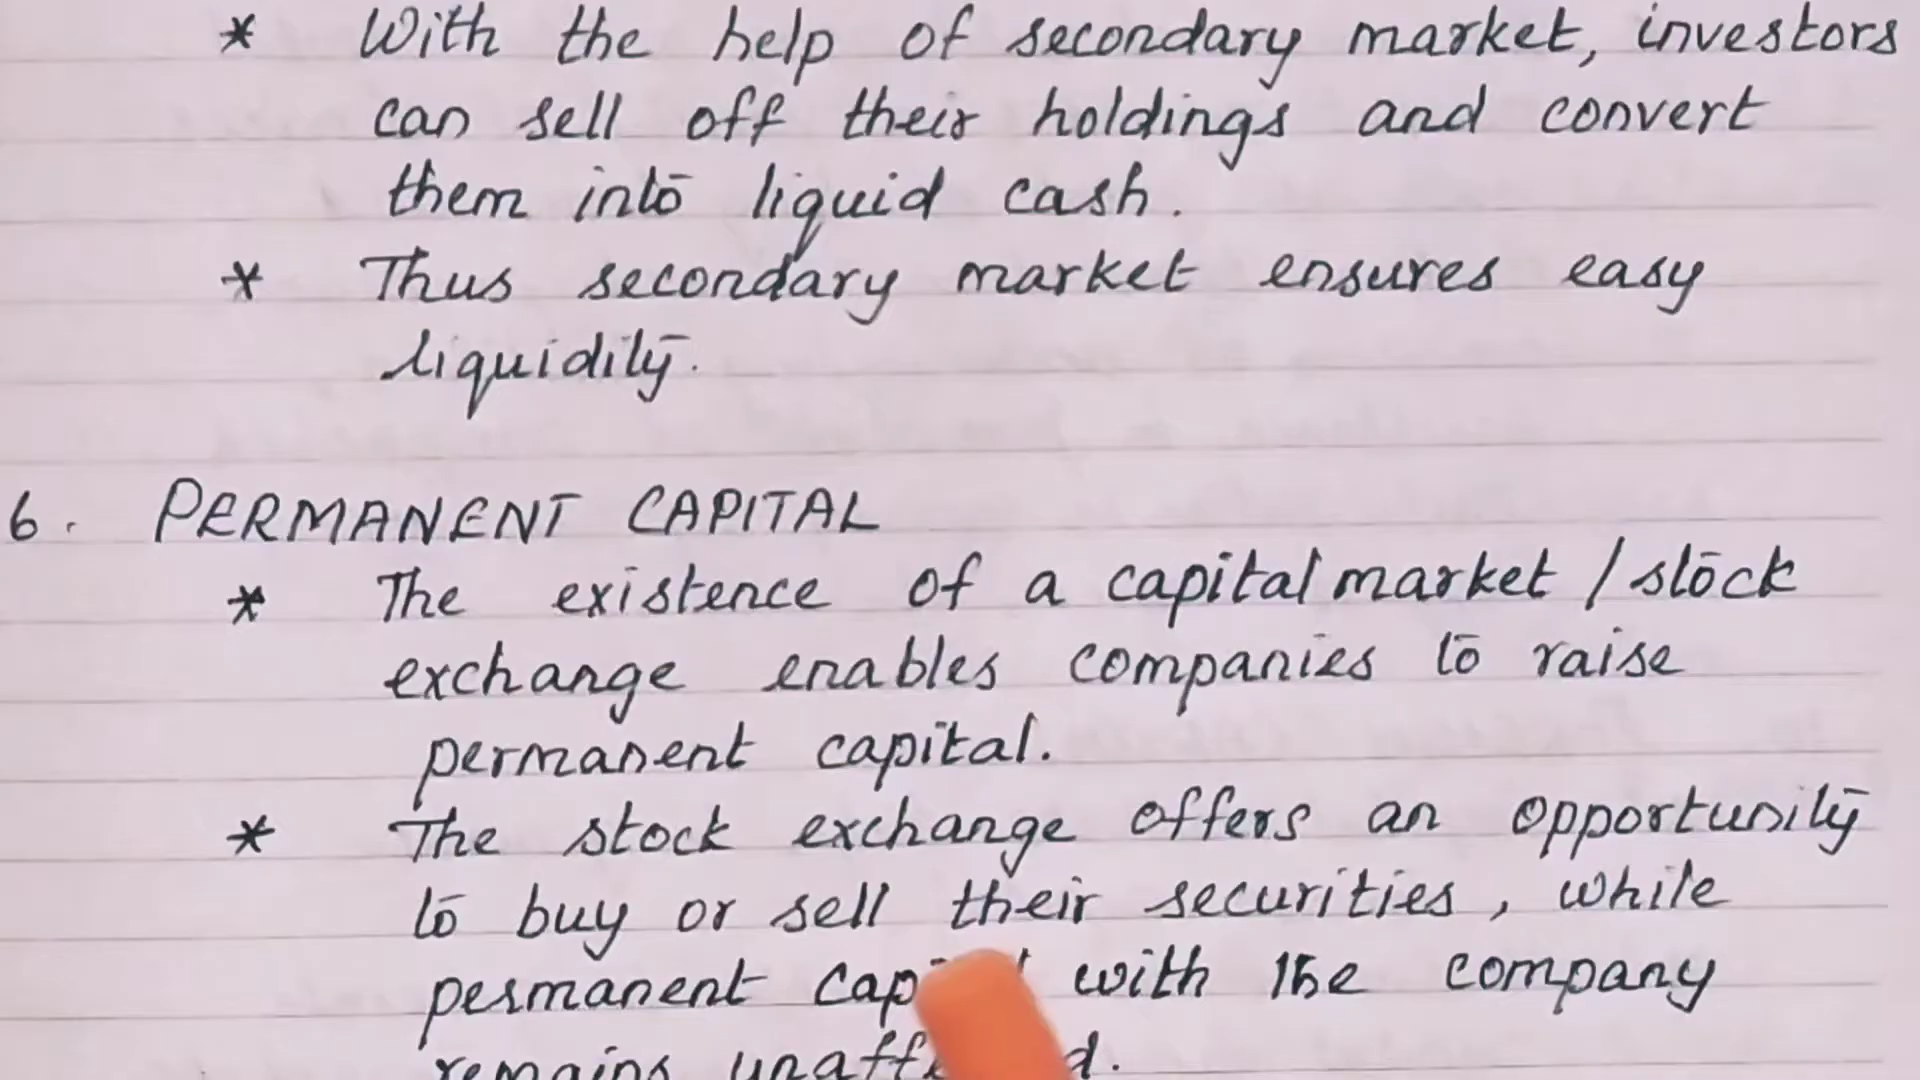 * With the help of secondary market, investors
can sell off their holdings and convert
them into liquid cash.
* Thus secondary market ensures easy
liquidity.
6. PERMANENT CAPITAL
* The existence of a capital market / stock
exchange enables companies to raise
permanent capital.
* The stock exchange offers an opportunity
to buy or sell their securities, while
permanent with the company
remains